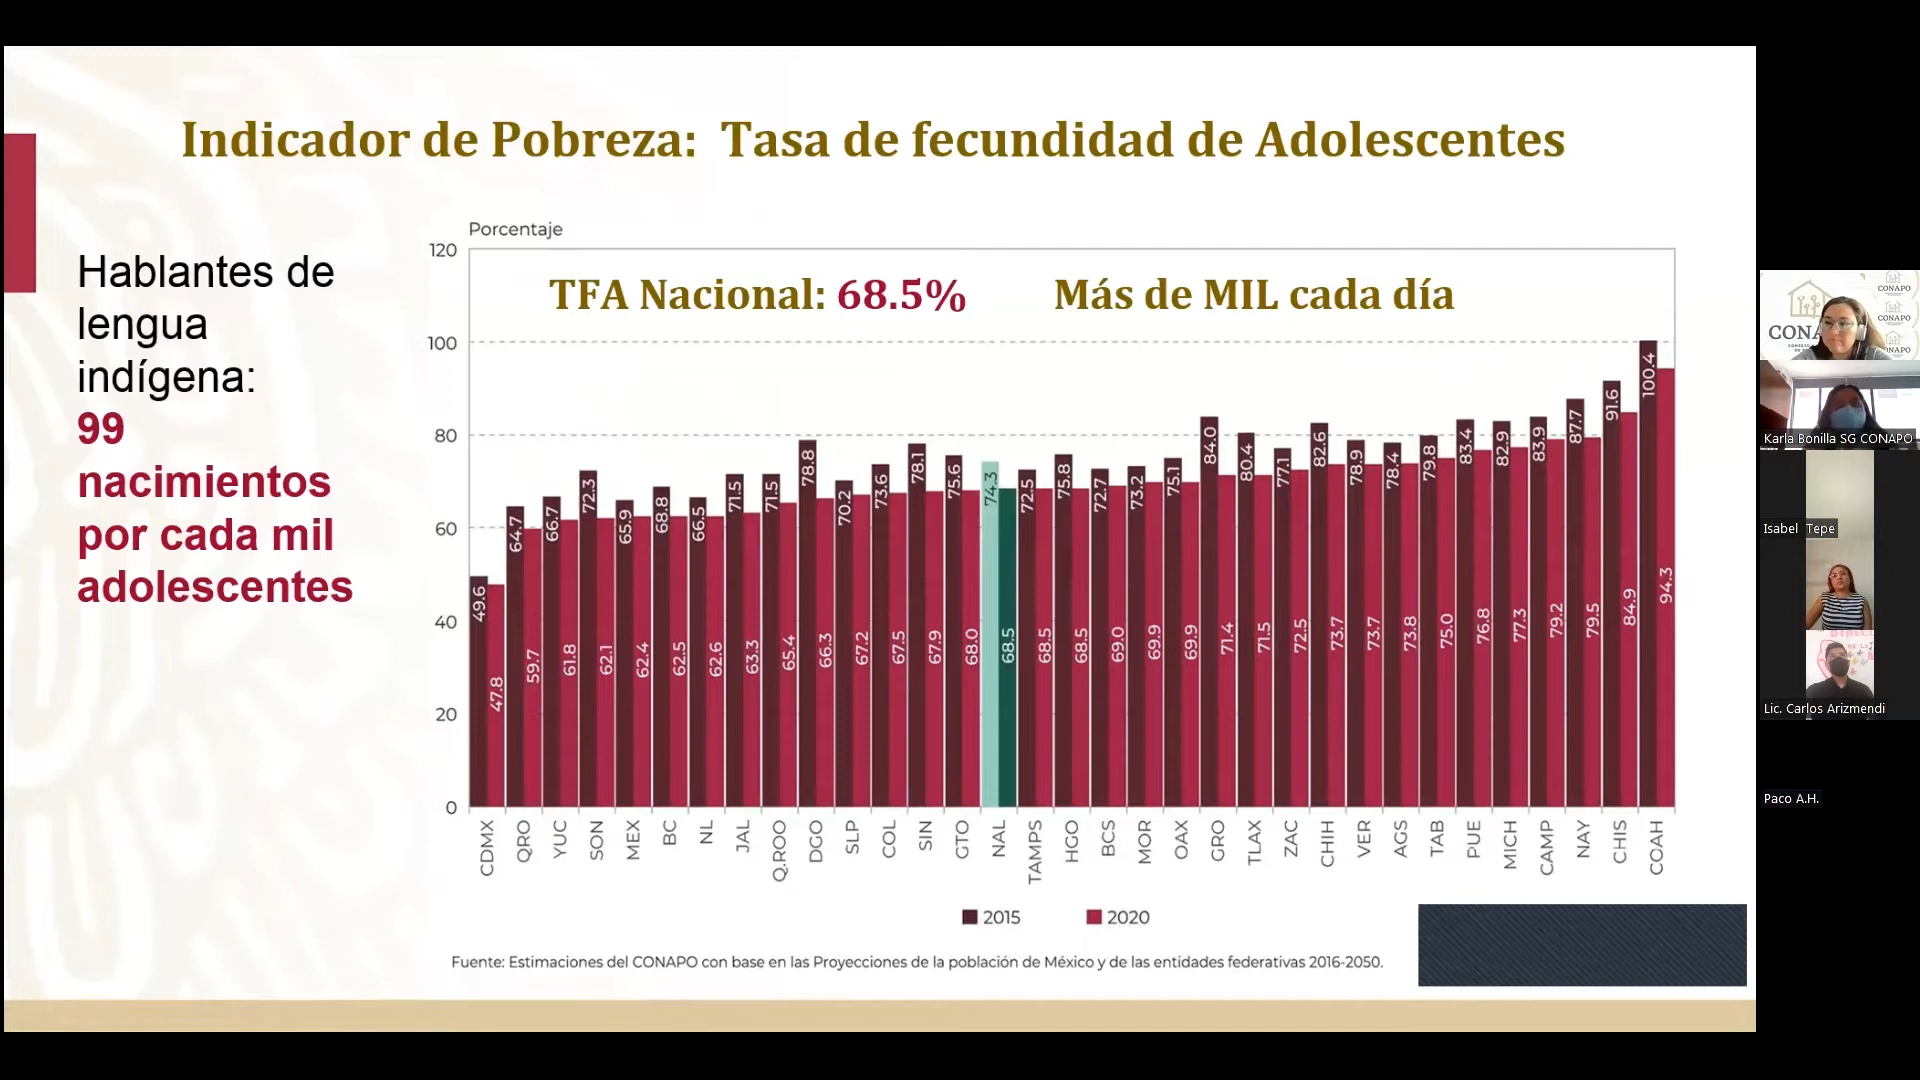 Indicador de Pobreza: Tasa de fecundidad de Adolescentes
Hablantes de
lengua
indígena:
99
nacimientos
por cada mil
adolescentes
Porcentaje
TFA Nacional: 68.5%
Más de MIL cada día
120
100
80
60
40
20
0
49.6 47.8
64.7 59.7
66.7 61.8
72.3 62.1
65.9 62.4
68.8 62.5
66.5 62.6
71.5 63.3
71.5 65.4
78.8 66.3
70.2 67.2
73.6 67.5
78.1 67.9
75.6 68.0
74.3 68.5
72.5 68.5
75.8 68.5
72.7 69.0
73.2 69.9
75.1 69.9
84.0 71.4
80.4 71.5
77.1 72.5
82.6 73.7
78.9 73.7
78.4 73.8
79.8 75.0
83.4 76.8
82.9 77.3
83.9 79.2
87.7 79.5
91.6 84.9
100.4 94.3
CDMX
QRO
YUC
SON
MEX
BC
NL
JAL
Q.ROO
DGO
SLP
COL
SIN
GTO
NAL
TAMPS
HGO
BCS
MOR
OAX
GRO
TLAX
ZAC
CHIH
VER
AGS
TAB
PUE
MICH
CAMP
NAY
CHIS
COAH
2015
2020
Fuente: Estimaciones del CONAPO con base en las Proyecciones de la población de México y de las entidades federativas 2016-2050.
CONAPO
CONAPO
Karla Bonilla SG CONAPO
Isabel Tepe
Lic. Carlos Arizmendi
Paco A.H.